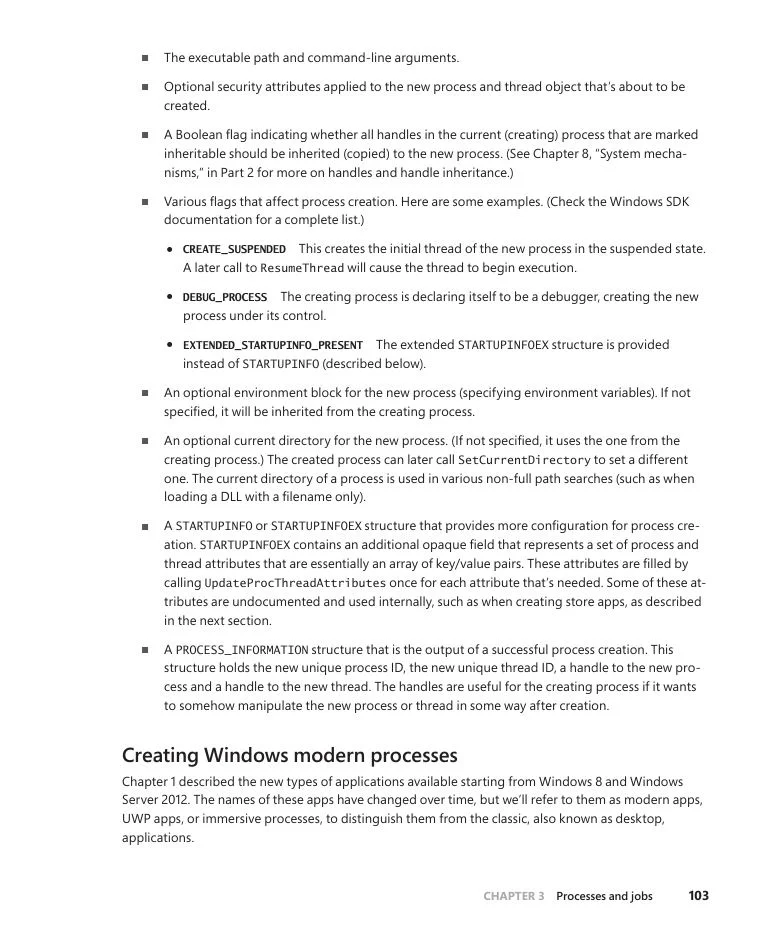 ■ The executable path and command-line arguments.
■ Optional security attributes applied to the new process and thread object that's about to be
created.
■ A Boolean flag indicating whether all handles in the current (creating) process that are marked
inheritable should be inherited (copied) to the new process. (See Chapter 8, "System mecha-
nisms," in Part 2 for more on handles and handle inheritance.)
■ Various flags that affect process creation. Here are some examples. (Check the Windows SDK
documentation for a complete list.)
• CREATE_SUSPENDED This creates the initial thread of the new process in the suspended state.
A later call to ResumeThread will cause the thread to begin execution.
• DEBUG_PROCESS The creating process is declaring itself to be a debugger, creating the new
process under its control.
• EXTENDED_STARTUPINFO_PRESENT The extended STARTUPINFOEX structure is provided
instead of STARTUPINFO (described below).
■ An optional environment block for the new process (specifying environment variables). If not
specified, it will be inherited from the creating process.
■ An optional current directory for the new process. (If not specified, it uses the one from the
creating process.) The created process can later call SetCurrentDirectory to set a different
one. The current directory of a process is used in various non-full path searches (such as when
loading a DLL with a filename only).
■ A STARTUPINFO or STARTUPINFOEX structure that provides more configuration for process cre-
ation. STARTUPINFOEX contains an additional opaque field that represents a set of process and
thread attributes that are essentially an array of key/value pairs. These attributes are filled by
calling UpdateProcThreadAttributes once for each attribute that's needed. Some of these at-
tributes are undocumented and used internally, such as when creating store apps, as described
in the next section.
■ A PROCESS_INFORMATION structure that is the output of a successful process creation. This
structure holds the new unique process ID, the new unique thread ID, a handle to the new pro-
cess and a handle to the new thread. The handles are useful for the creating process if it wants
to somehow manipulate the new process or thread in some way after creation.
Creating Windows modern processes
Chapter 1 described the new types of applications available starting from Windows 8 and Windows
Server 2012. The names of these apps have changed over time, but we'll refer to them as modern apps,
UWP apps, or immersive processes, to distinguish them from the classic, also known as desktop,
applications.
CHAPTER 3 Processes and jobs 103